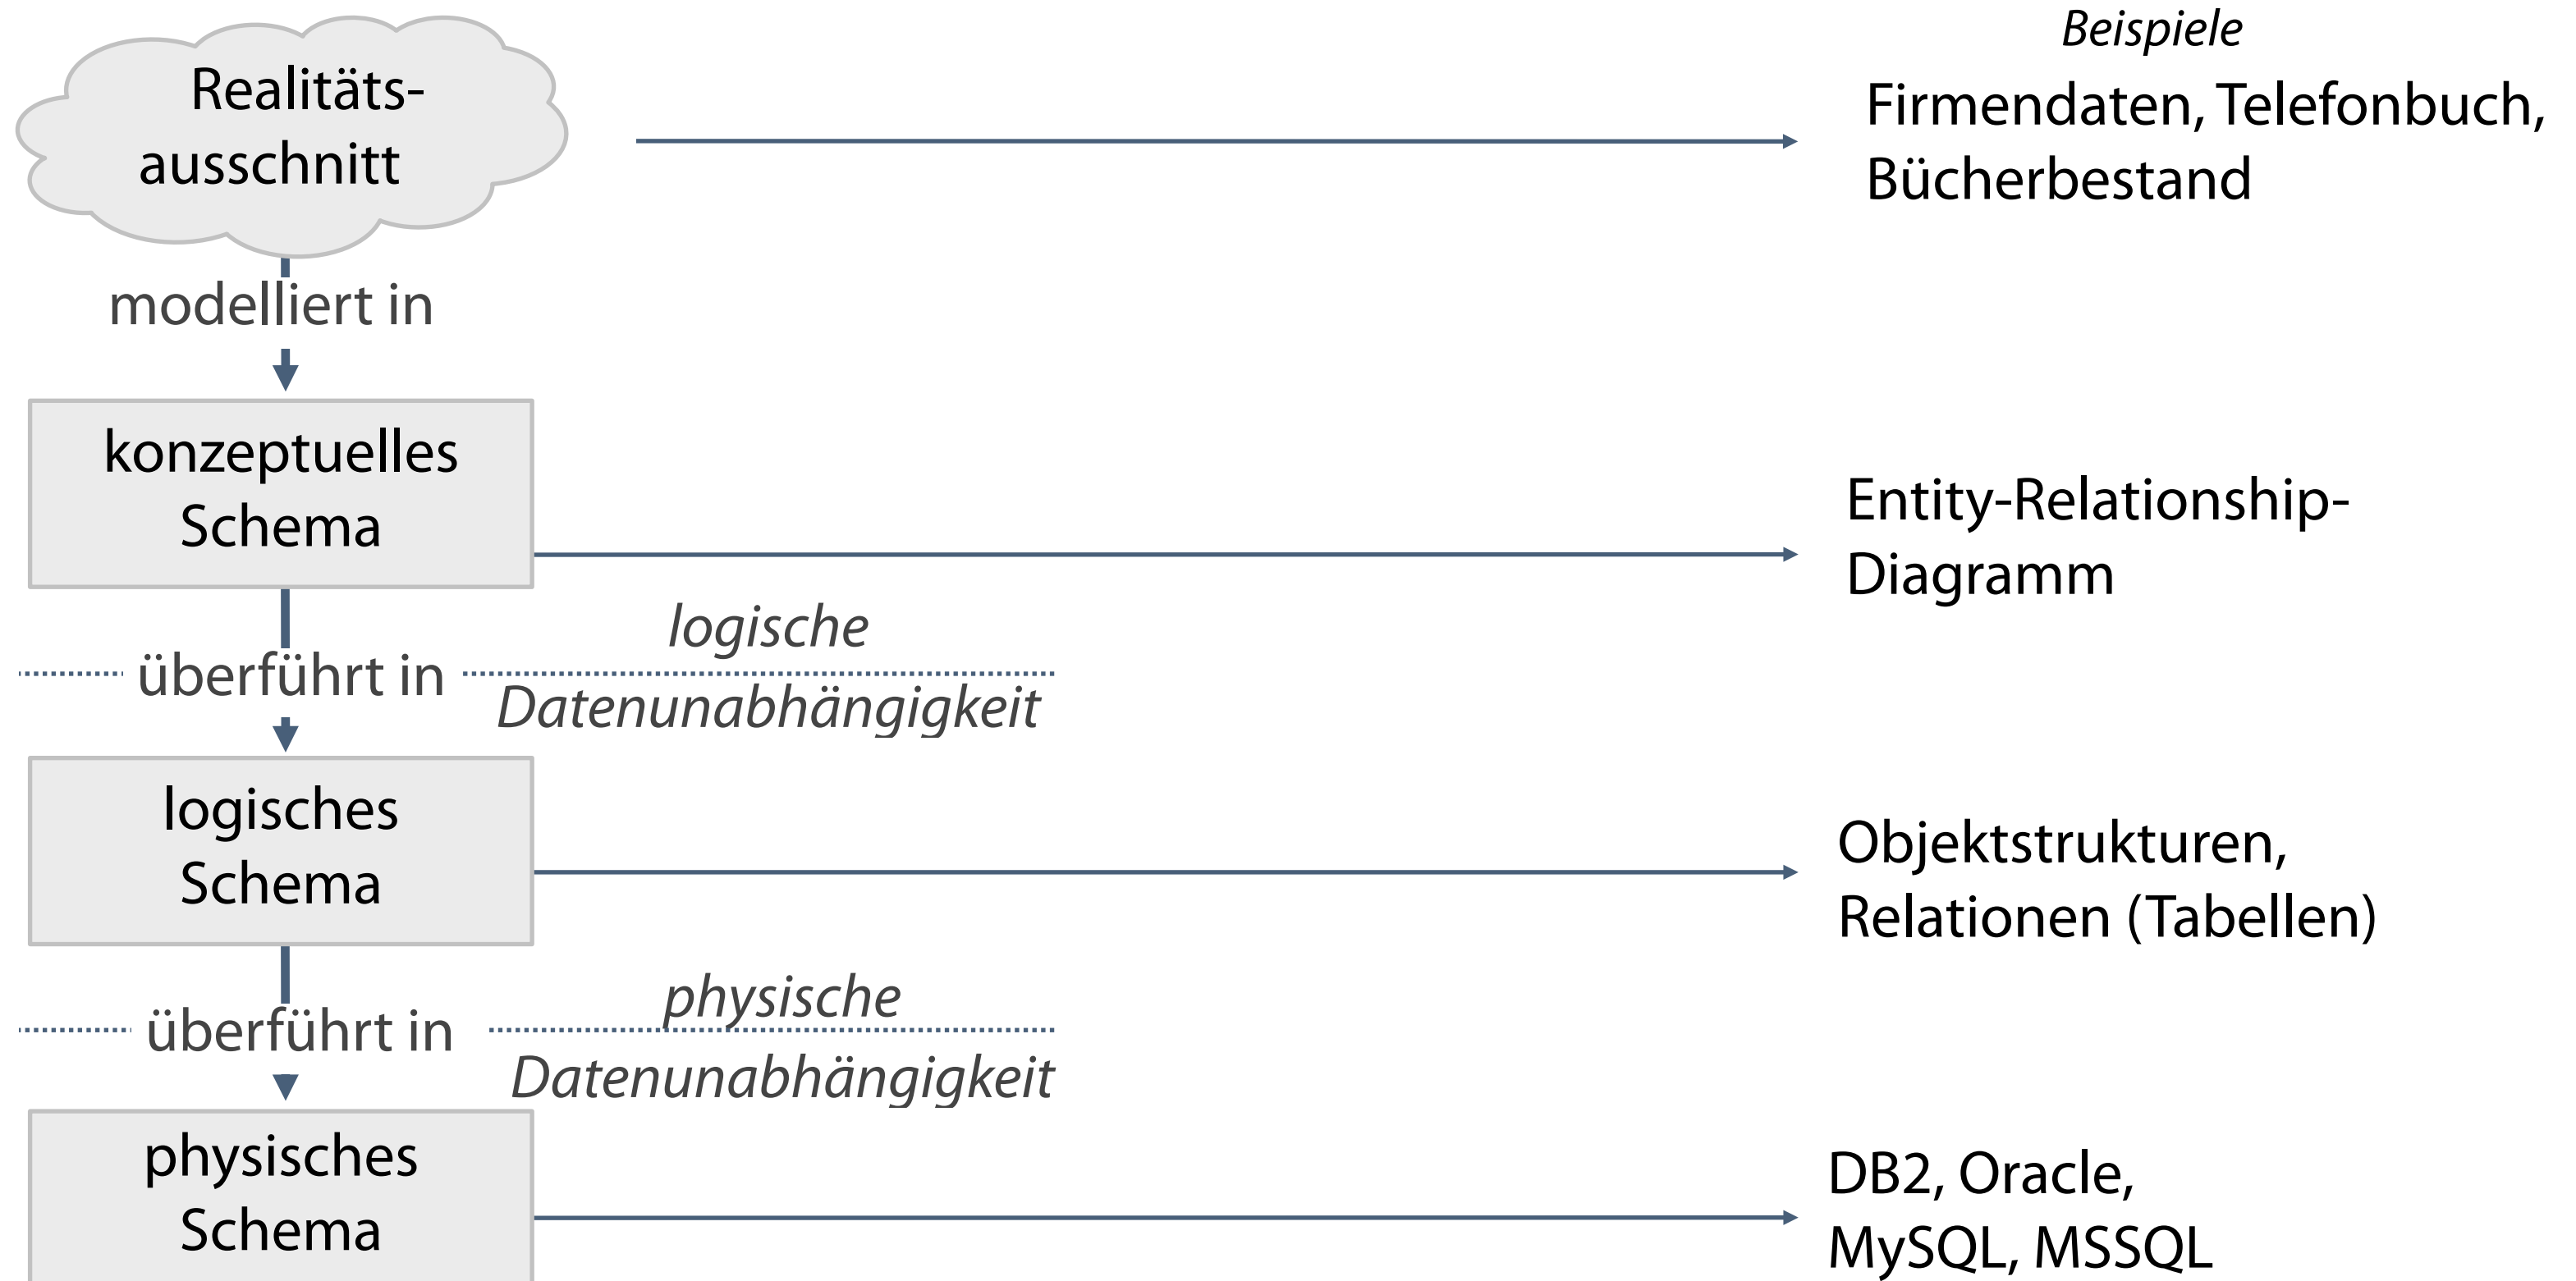 Beispiele
Realitäts-
ausschnitt
Firmendaten, Telefonbuch,
Bücherbestand
modelliert in
konzeptuelles
Schema
Entity-Relationship-
Diagramm
überführt in
logische
Datenunabhängigkeit
logisches
Schema
Objektstrukturen,
Relationen (Tabellen)
überführt in
physische
Datenunabhängigkeit
physisches
Schema
DB2, Oracle,
MySQL, MSSQL